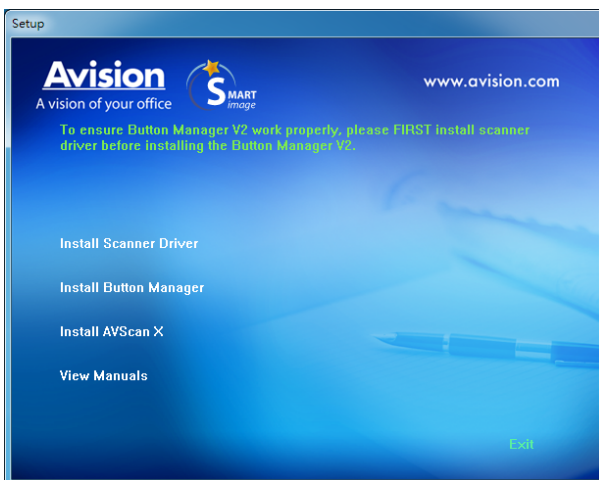 Setup
Avision
A vision of your office
SMART
image
www.avision.com
To ensure Button Manager V2 work properly, please FIRST install scanner
driver before installing the Button Manager V2.
Install Scanner Driver
Install Button Manager
Install AVScan X
View Manuals
Exit